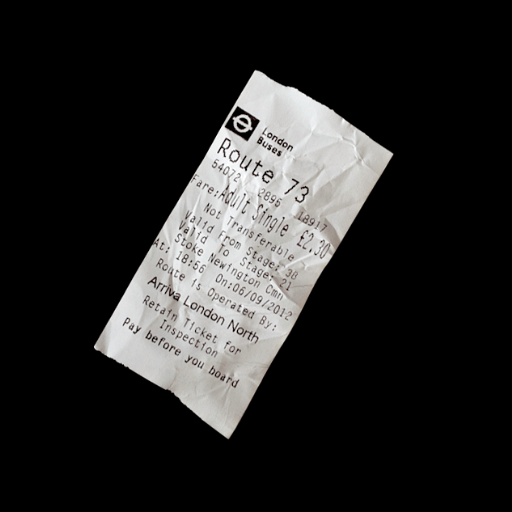 London
Buses
Route 73
54072 2896 18917
Fare:Adult Single £2.30
Not Transferable
Valid from Stage: 38
Valid To Stage: 21
Stoke Newington Cmn
At: 18:56 On:06/09/2012
Route is Operated By:
Arriva London North
Retain Ticket for
Inspection
Pay before you board